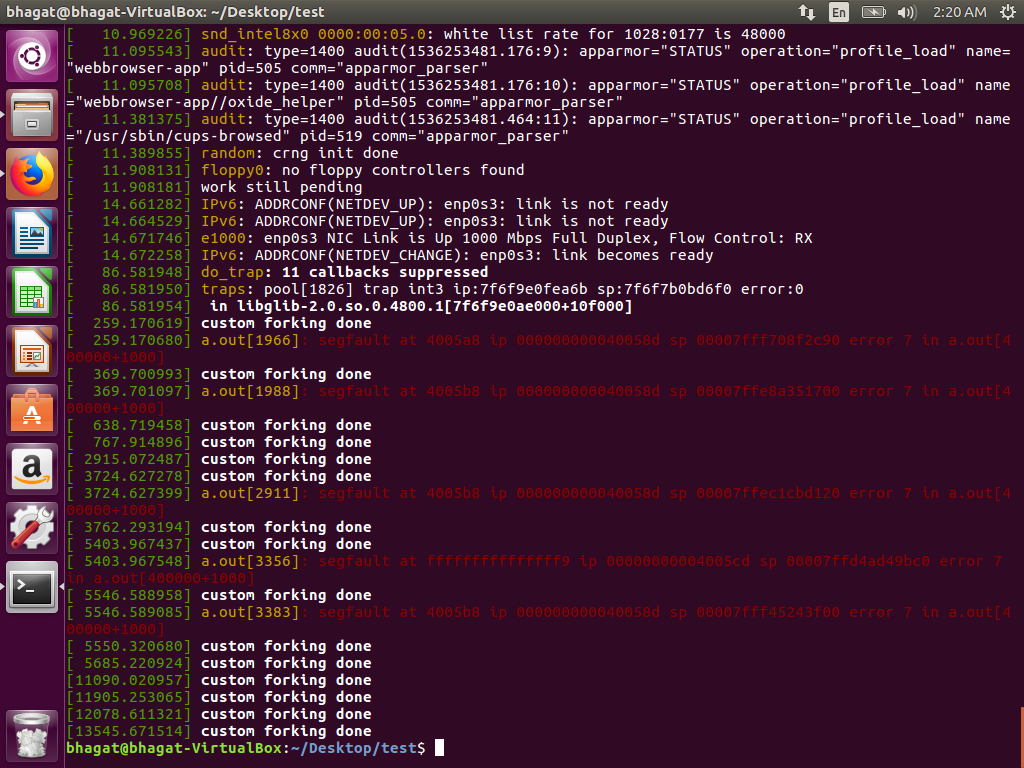 bhagat@bhagat-VirtualBox: ~/Desktop/test
En
2:20 AM
[   10.969226] snd_intel8x0 0000:00:05.0: white list rate for 1028:0177 is 48000
[   11.095543] audit: type=1400 audit(1536253481.176:9): apparmor="STATUS" operation="profile_load" name=
"webbrowser-app" pid=505 comm="apparmor_parser"
[   11.095708] audit: type=1400 audit(1536253481.176:10): apparmor="STATUS" operation="profile_load" name
="webbrowser-app//oxide_helper" pid=505 comm="apparmor_parser"
[   11.381375] audit: type=1400 audit(1536253481.464:11): apparmor="STATUS" operation="profile_load" name
="/usr/sbin/cups-browsed" pid=519 comm="apparmor_parser"
[   11.389855] random: crng init done
[   11.908131] floppy0: no floppy controllers found
[   11.908181] work still pending
[   14.661282] IPv6: ADDRCONF(NETDEV_UP): enp0s3: link is not ready
[   14.664529] IPv6: ADDRCONF(NETDEV_UP): enp0s3: link is not ready
[   14.671746] e1000: enp0s3 NIC Link is Up 1000 Mbps Full Duplex, Flow Control: RX
[   14.672258] IPv6: ADDRCONF(NETDEV_CHANGE): enp0s3: link becomes ready
[   86.581948] do_trap: 11 callbacks suppressed
[   86.581950] traps: pool[1826] trap int3 ip:7f6f9e0fea6b sp:7f6f7b0bd6f0 error:0
[   86.581954]  in libglib-2.0.so.0.4800.1[7f6f9e0ae000+10f000]
[  259.170619] custom forking done
[  259.170680] a.out[1966]: segfault at 4005a8 ip 000000000040058d sp 00007fff708f2c90 error 7 in a.out[4
00000+1000]
[  369.700993] custom forking done
[  369.701097] a.out[1988]: segfault at 4005b8 ip 000000000040058d sp 00007ffe8a351700 error 7 in a.out[4
00000+1000]
[  638.719458] custom forking done
[  767.914896] custom forking done
[ 2915.072487] custom forking done
[ 3724.627278] custom forking done
[ 3724.627399] a.out[2911]: segfault at 4005b8 ip 000000000040058d sp 00007ffec1cbd120 error 7 in a.out[4
00000+1000]
[ 3762.293194] custom forking done
[ 5403.967437] custom forking done
[ 5403.967548] a.out[3356]: segfault at fffffffffffffff9 ip 00000000004005cd sp 00007ffd4ad49bc0 error 7
in a.out[400000+1000]
[ 5546.588958] custom forking done
[ 5546.589085] a.out[3383]: segfault at 4005b8 ip 000000000040058d sp 00007fff45243f00 error 7 in a.out[4
00000+1000]
[ 5550.320680] custom forking done
[ 5685.220924] custom forking done
[11090.020957] custom forking done
[11905.253065] custom forking done
[12078.611321] custom forking done
[13545.671514] custom forking done
bhagat@bhagat-VirtualBox:~/Desktop/test$